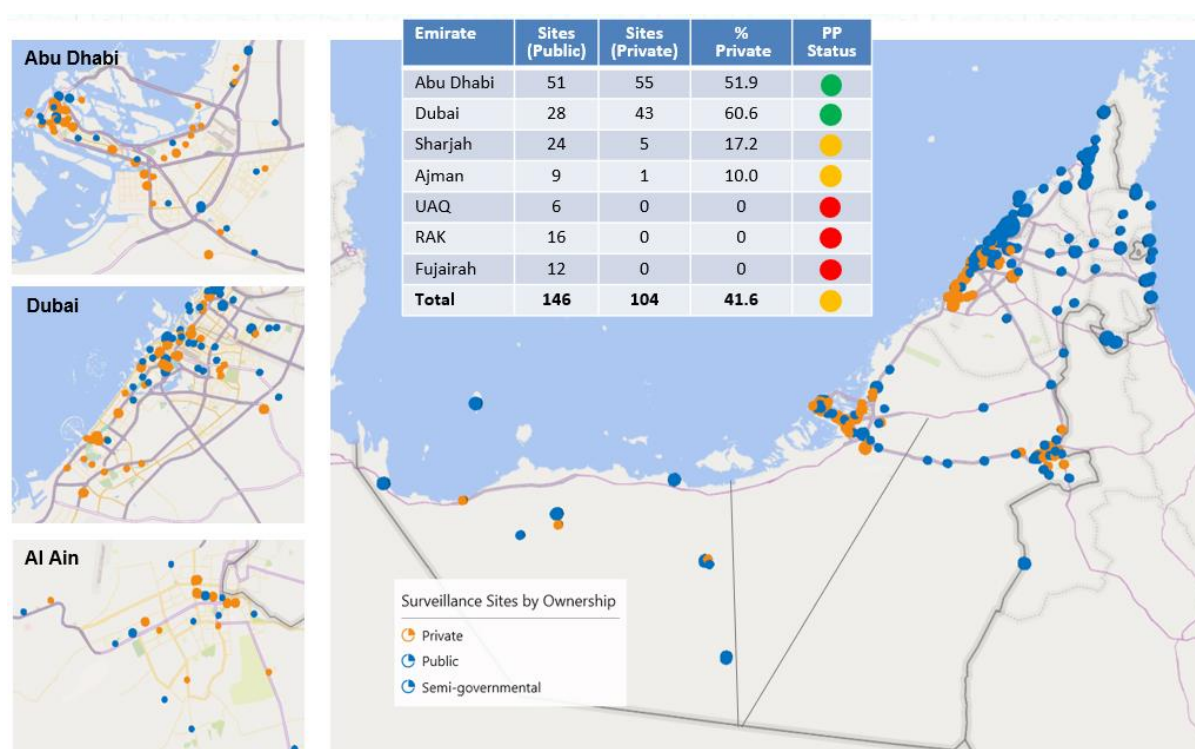 Abu Dhabi
Dubai
Al Ain
Emirate Sites (Public) Sites (Private) % Private PP Status
Abu Dhabi 51 55 51.9
Dubai 28 43 60.6
Sharjah 24 5 17.2
Ajman 9 1 10.0
UAQ 6 0 0
RAK 16 0 0
Fujairah 12 0 0
Total 146 104 41.6
Surveillance Sites by Ownership
Private
Public
Semi-governmental